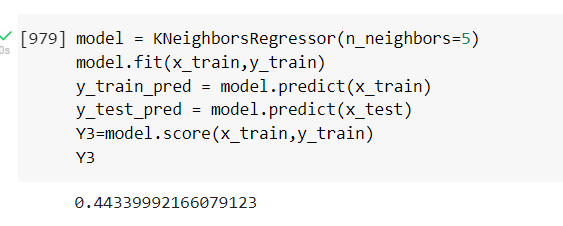 [979] model = KNeighborsRegressor(n_neighbors=5)
model.fit(x_train,y_train)
y_train_pred = model.predict(x_train)
y_test_pred = model.predict(x_test)
Y3=model.score(x_train,y_train)
Y3
0.44339992166079123